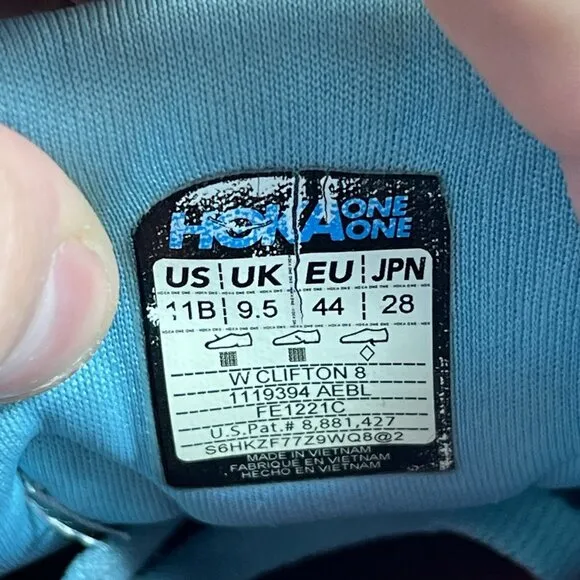 HOKA ONE ONE
US UK EU JPN
11B 9.5 44 28
W CLIFTON 8
1119394 AEBL
FE1221C
U.S.Pat.# 8,881,427
S6HKZF77Z9WQ8@2
MADE IN VIETNAM
FABRIQUE EN VIETNAM
HECHO EN VIETNAM